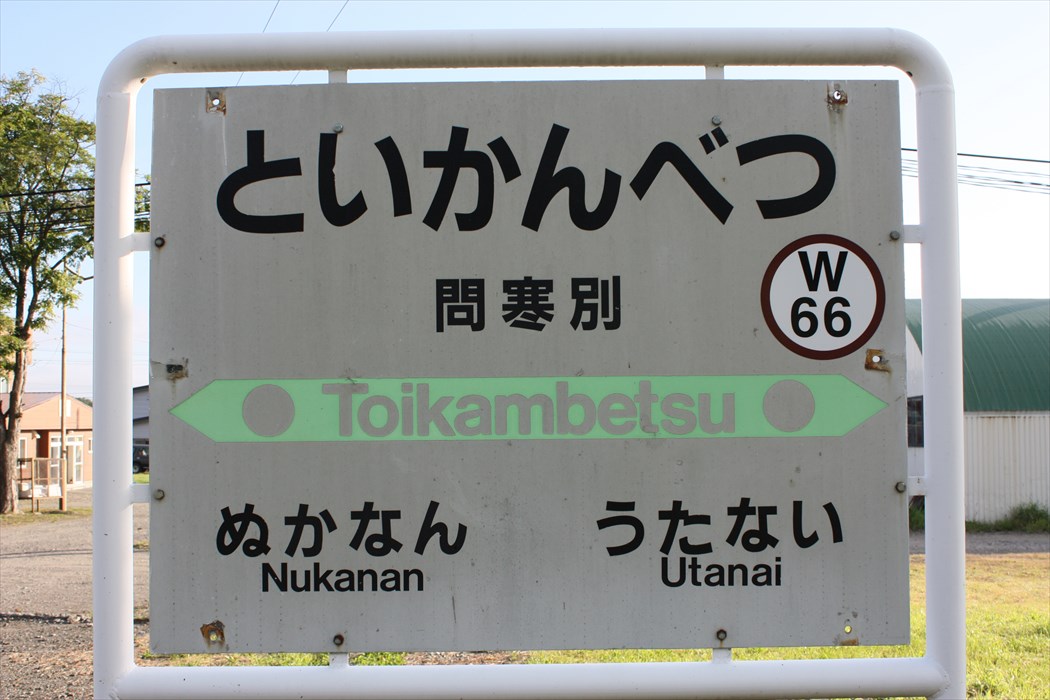 といかんべつ
問寒別
W
66
Toikambetsu
ぬかなん
Nukanan
うたない
Utanai